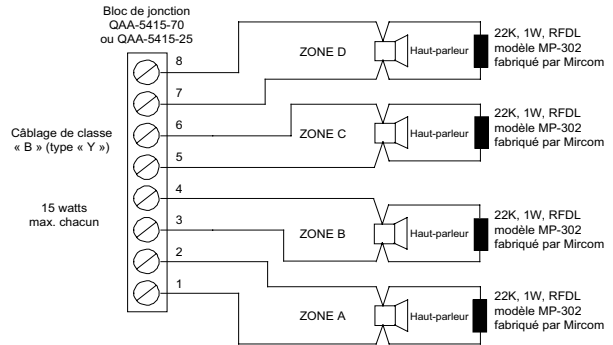 Bloc de jonction
QAA-5415-70
ou QAA-5415-25
8
7
6
5
4
3
2
1
Câblage de classe
« B » (type « Y »)
15 watts
max. chacun
ZONE D
Haut-parleur
22K, 1W, RFDL
modèle MP-302
fabriqué par Mircom
ZONE C
Haut-parleur
22K, 1W, RFDL
modèle MP-302
fabriqué par Mircom
ZONE B
Haut-parleur
22K, 1W, RFDL
modèle MP-302
fabriqué par Mircom
ZONE A
Haut-parleur
22K, 1W, RFDL
modèle MP-302
fabriqué par Mircom